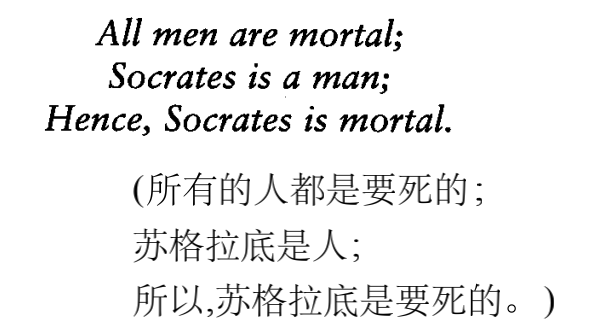 All men are mortal;
Socrates is a man;
Hence, Socrates is mortal.
(所有的人都是要死的;
苏格拉底是人;
所以,苏格拉底是要死的。)